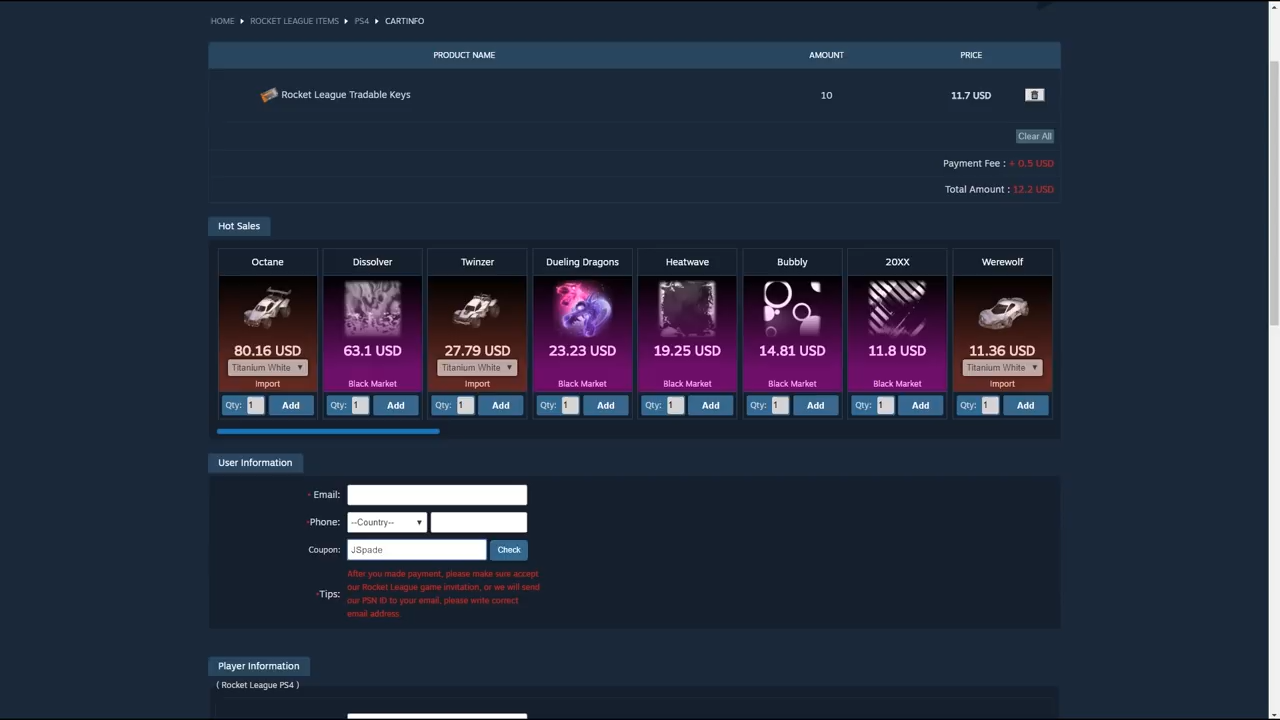 HOME ▶ ROCKET LEAGUE ITEMS ▶ PS4 ▶ CARTINFO
PRODUCT NAME AMOUNT PRICE
Rocket League Tradable Keys 10 11.7 USD
Clear All
Payment Fee : + 0.5 USD
Total Amount : 12.2 USD
Hot Sales
Octane Dissolver Twinzer Dueling Dragons Heatwave Bubbly 20XX Werewolf
80.16 USD 63.1 USD 27.79 USD 23.23 USD 19.25 USD 14.81 USD 11.8 USD 11.36 USD
Titanium White ▼ Titanium White ▼ Titanium White ▼
Import Black Market Import Black Market Black Market Black Market Black Market Import
Qty: 1 Add Qty: 1 Add Qty: 1 Add Qty: 1 Add Qty: 1 Add Qty: 1 Add Qty: 1 Add Qty: 1 Add
User Information
* Email:
*Phone: --Country-- ▼
Coupon: JSpade Check
After you made payment, please make sure accept
our Rocket League game invitation, or we will send
*Tips:
our PSN ID to your email, please write correct
email address.
Player Information
( Rocket League PS4 )